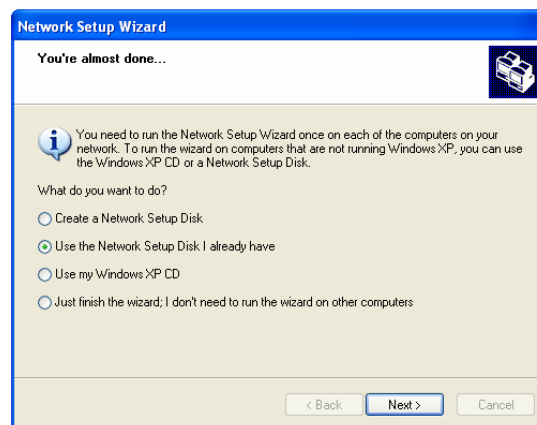 Network Setup Wizard
You're almost done...
You need to run the Network Setup Wizard once on each of the computers on your
network. To run the wizard on computers that are not running Windows XP, you can use
the Windows XP CD or a Network Setup Disk.
What do you want to do?
Create a Network Setup Disk
Use the Network Setup Disk I already have
Use my Windows XP CD
Just finish the wizard; I don't need to run the wizard on other computers
< Back Next > Cancel